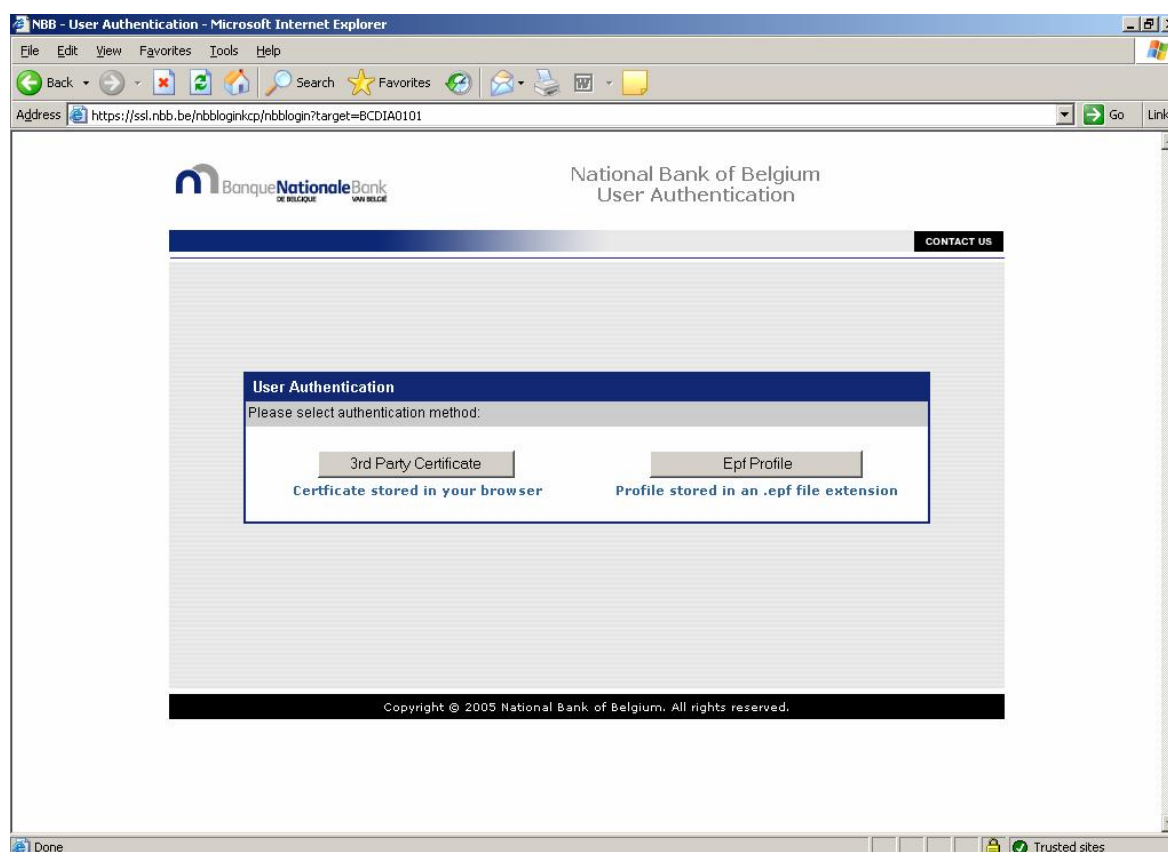 NBB - User Authentication - Microsoft Internet Explorer
File Edit View Favorites Tools Help
Back Search Favorites
Address https://ssl.nbb.be/nbbloginkcp/nbblogin?target=BCDIA0101 Go Link
BanqueNationaleBank
DE BELGIQUE VAN BELGIË
National Bank of Belgium
User Authentication
CONTACT US
User Authentication
Please select authentication method:
3rd Party Certificate Epf Profile
Certficate stored in your browser Profile stored in an .epf file extension
Copyright © 2005 National Bank of Belgium. All rights reserved.
Done Trusted sites